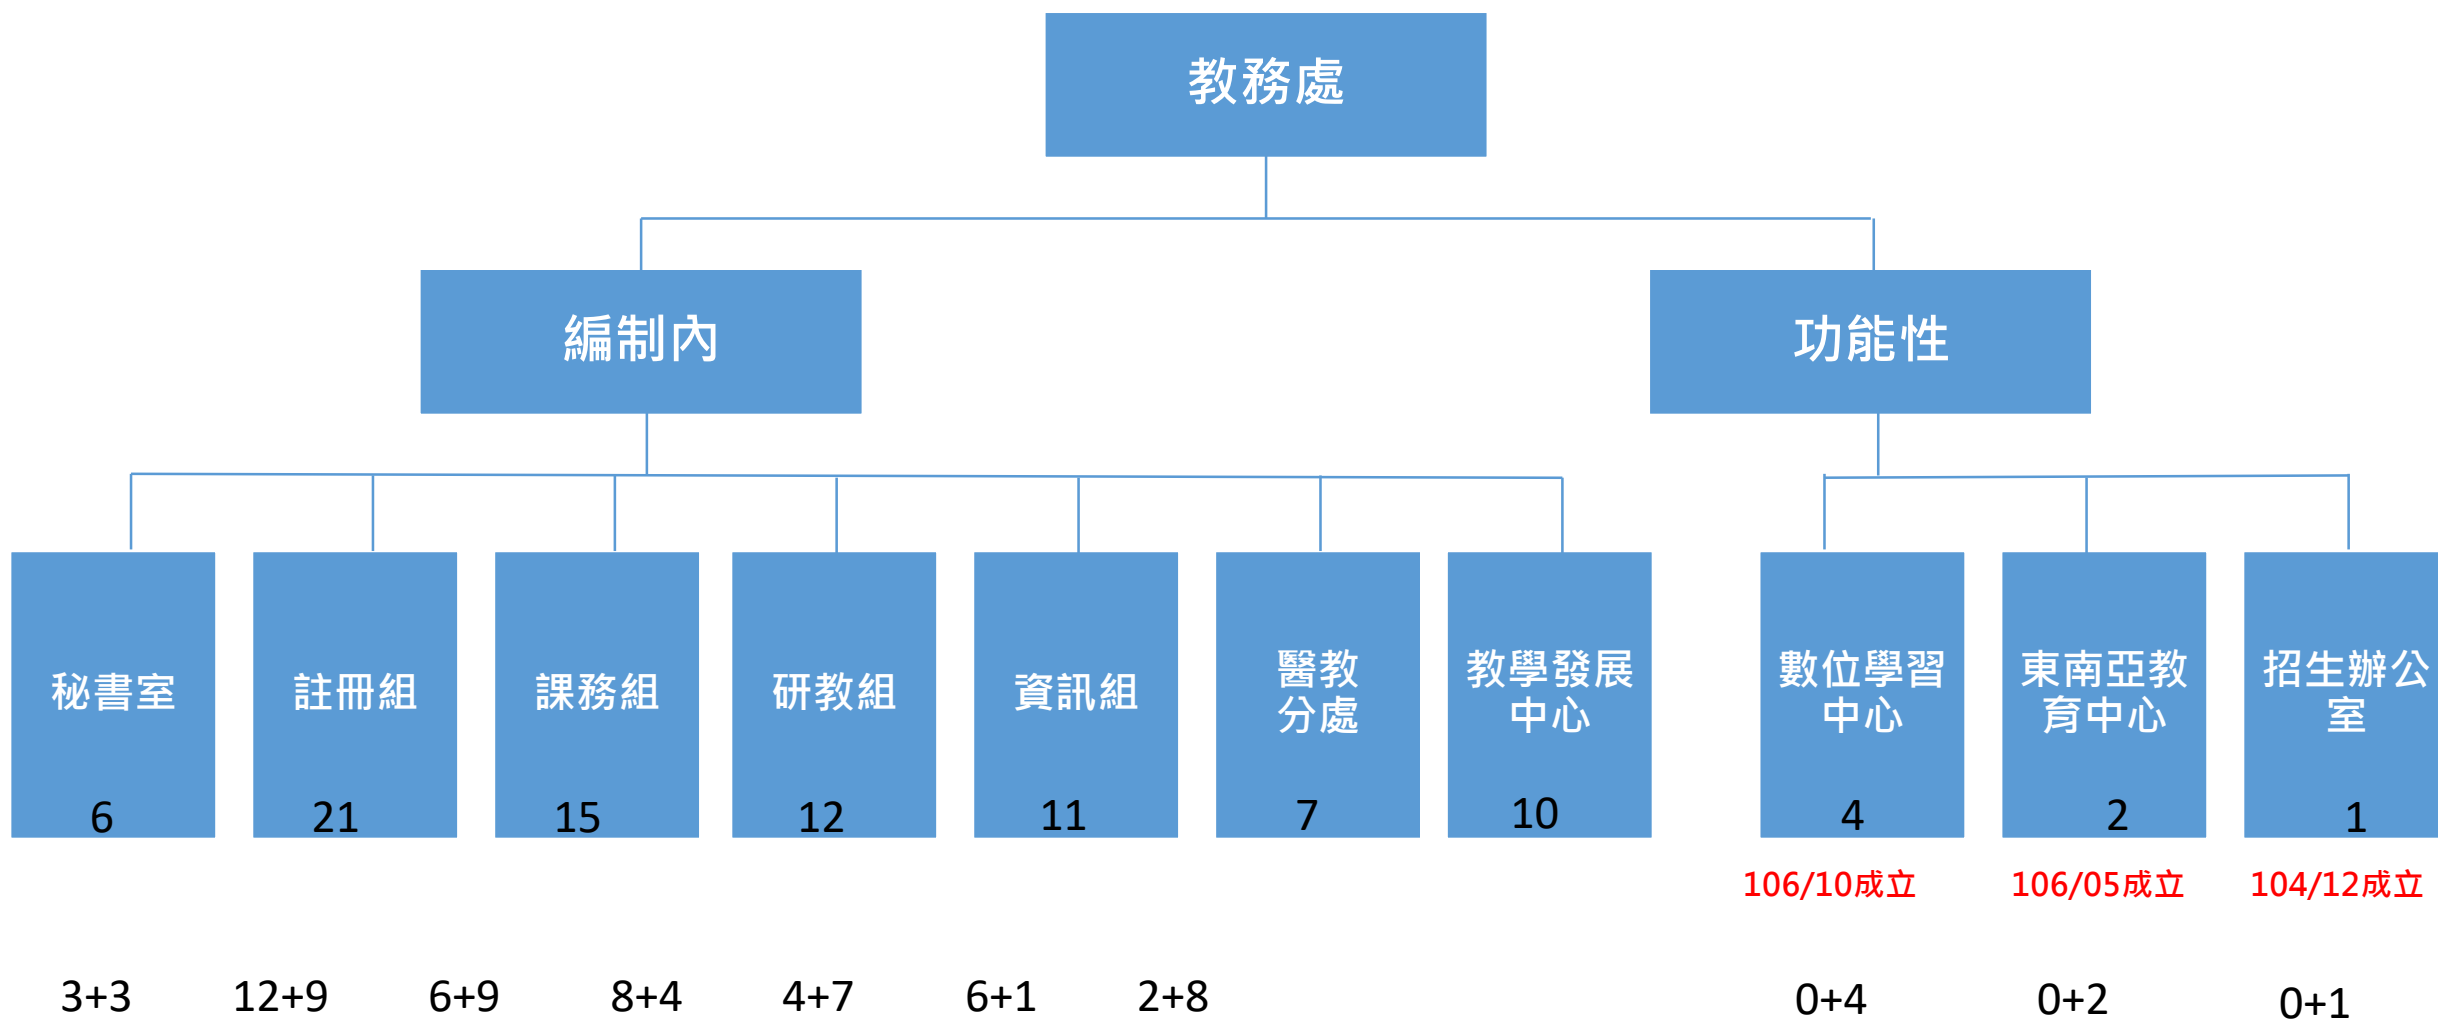 教務處
編制內
功能性
秘書室
註冊組
課務組
研教組
資訊組
醫教
分處
教學發展
中心
數位學習
中心
東南亞教
育中心
招生辦公
室
6
21
15
12
11
7
10
4
2
1
106/10成立
106/05成立
104/12成立
3+3
12+9
6+9
8+4
4+7
6+1
2+8
0+4
0+2
0+1